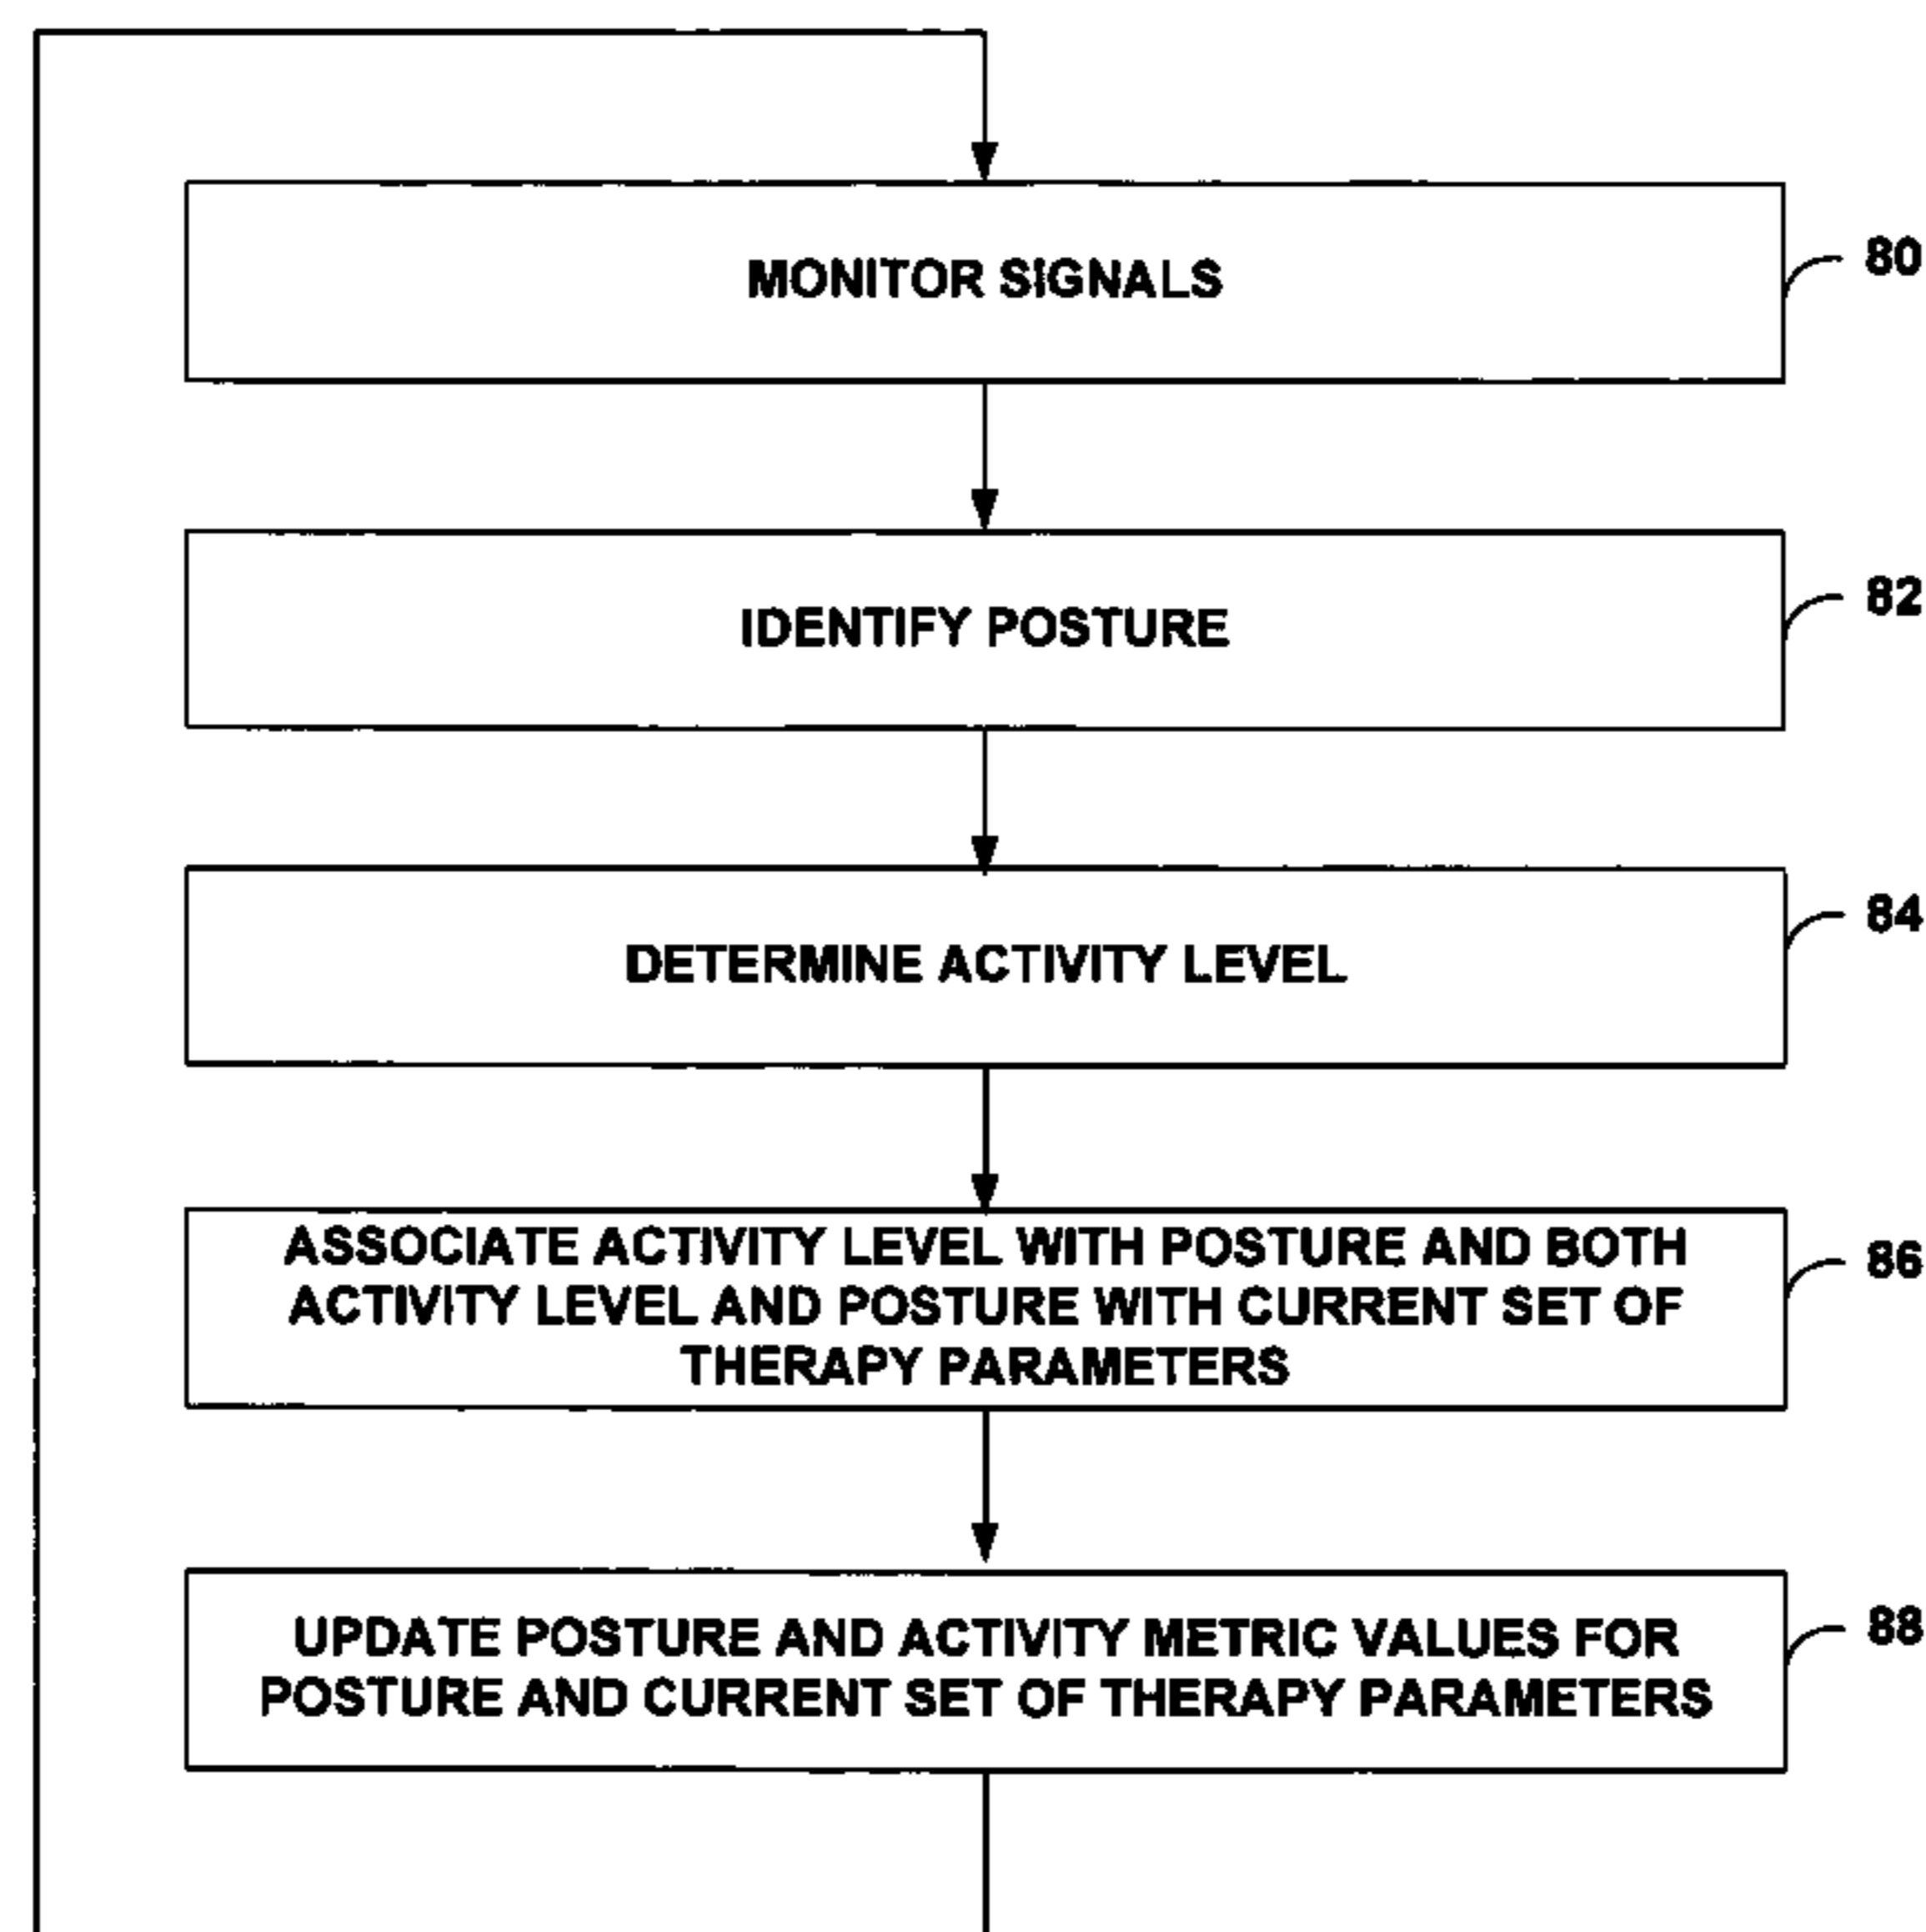 MONITOR SIGNALS
80
IDENTIFY POSTURE
82
DETERMINE ACTIVITY LEVEL
84
ASSOCIATE ACTIVITY LEVEL WITH POSTURE AND BOTH
ACTIVITY LEVEL AND POSTURE WITH CURRENT SET OF
THERAPY PARAMETERS
86
UPDATE POSTURE AND ACTIVITY METRIC VALUES FOR
POSTURE AND CURRENT SET OF THERAPY PARAMETERS
88